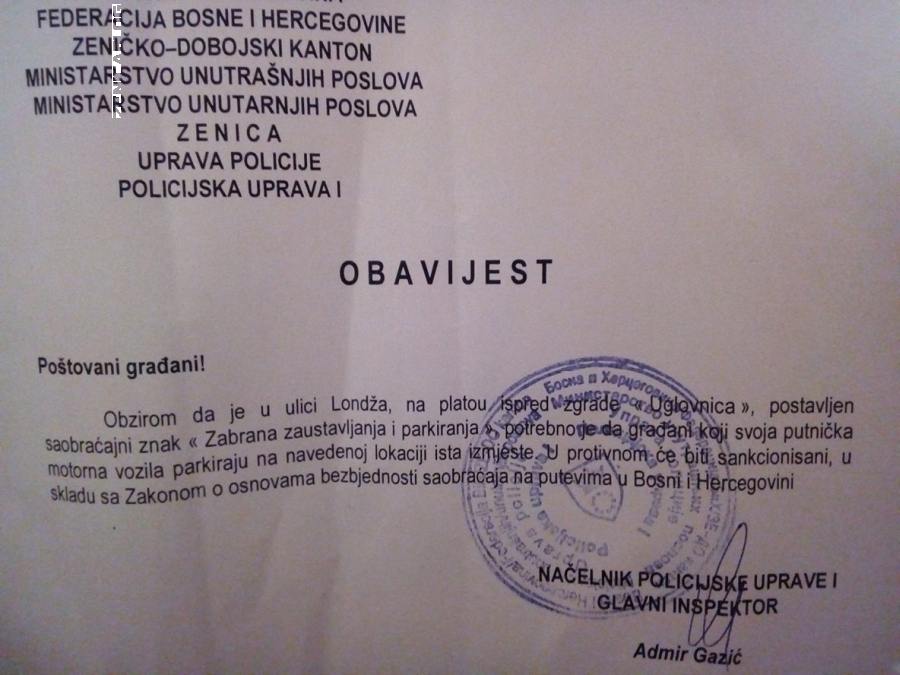 FEDERACIJA BOSNE I HERCEGOVINE
ZENIČKO–DOBOJSKI KANTON
MINISTARSTVO UNUTRAŠNJIH POSLOVA
MINISTARSTVO UNUTARNJIH POSLOVA
ZENICA
UPRAVA POLICIJE
POLICIJSKA UPRAVA I
OBAVIJEST
Poštovani građani!
Obzirom da je u ulici Londža, na platou ispred zgrade « Uglovnica », postavljen
saobraćajni znak « Zabrana zaustavljanja i parkiranja », potrebno je da građani koji svoja putnička
motorna vozila parkiraju na navedenoj lokaciji ista izmjeste. U protivnom će biti sankcionisani, u
skladu sa Zakonom o osnovama bezbjednosti saobraćaja na putevima u Bosni i Hercegovini
NAČELNIK POLICIJSKE UPRAVE I
GLAVNI INSPEKTOR
Admir Gazić